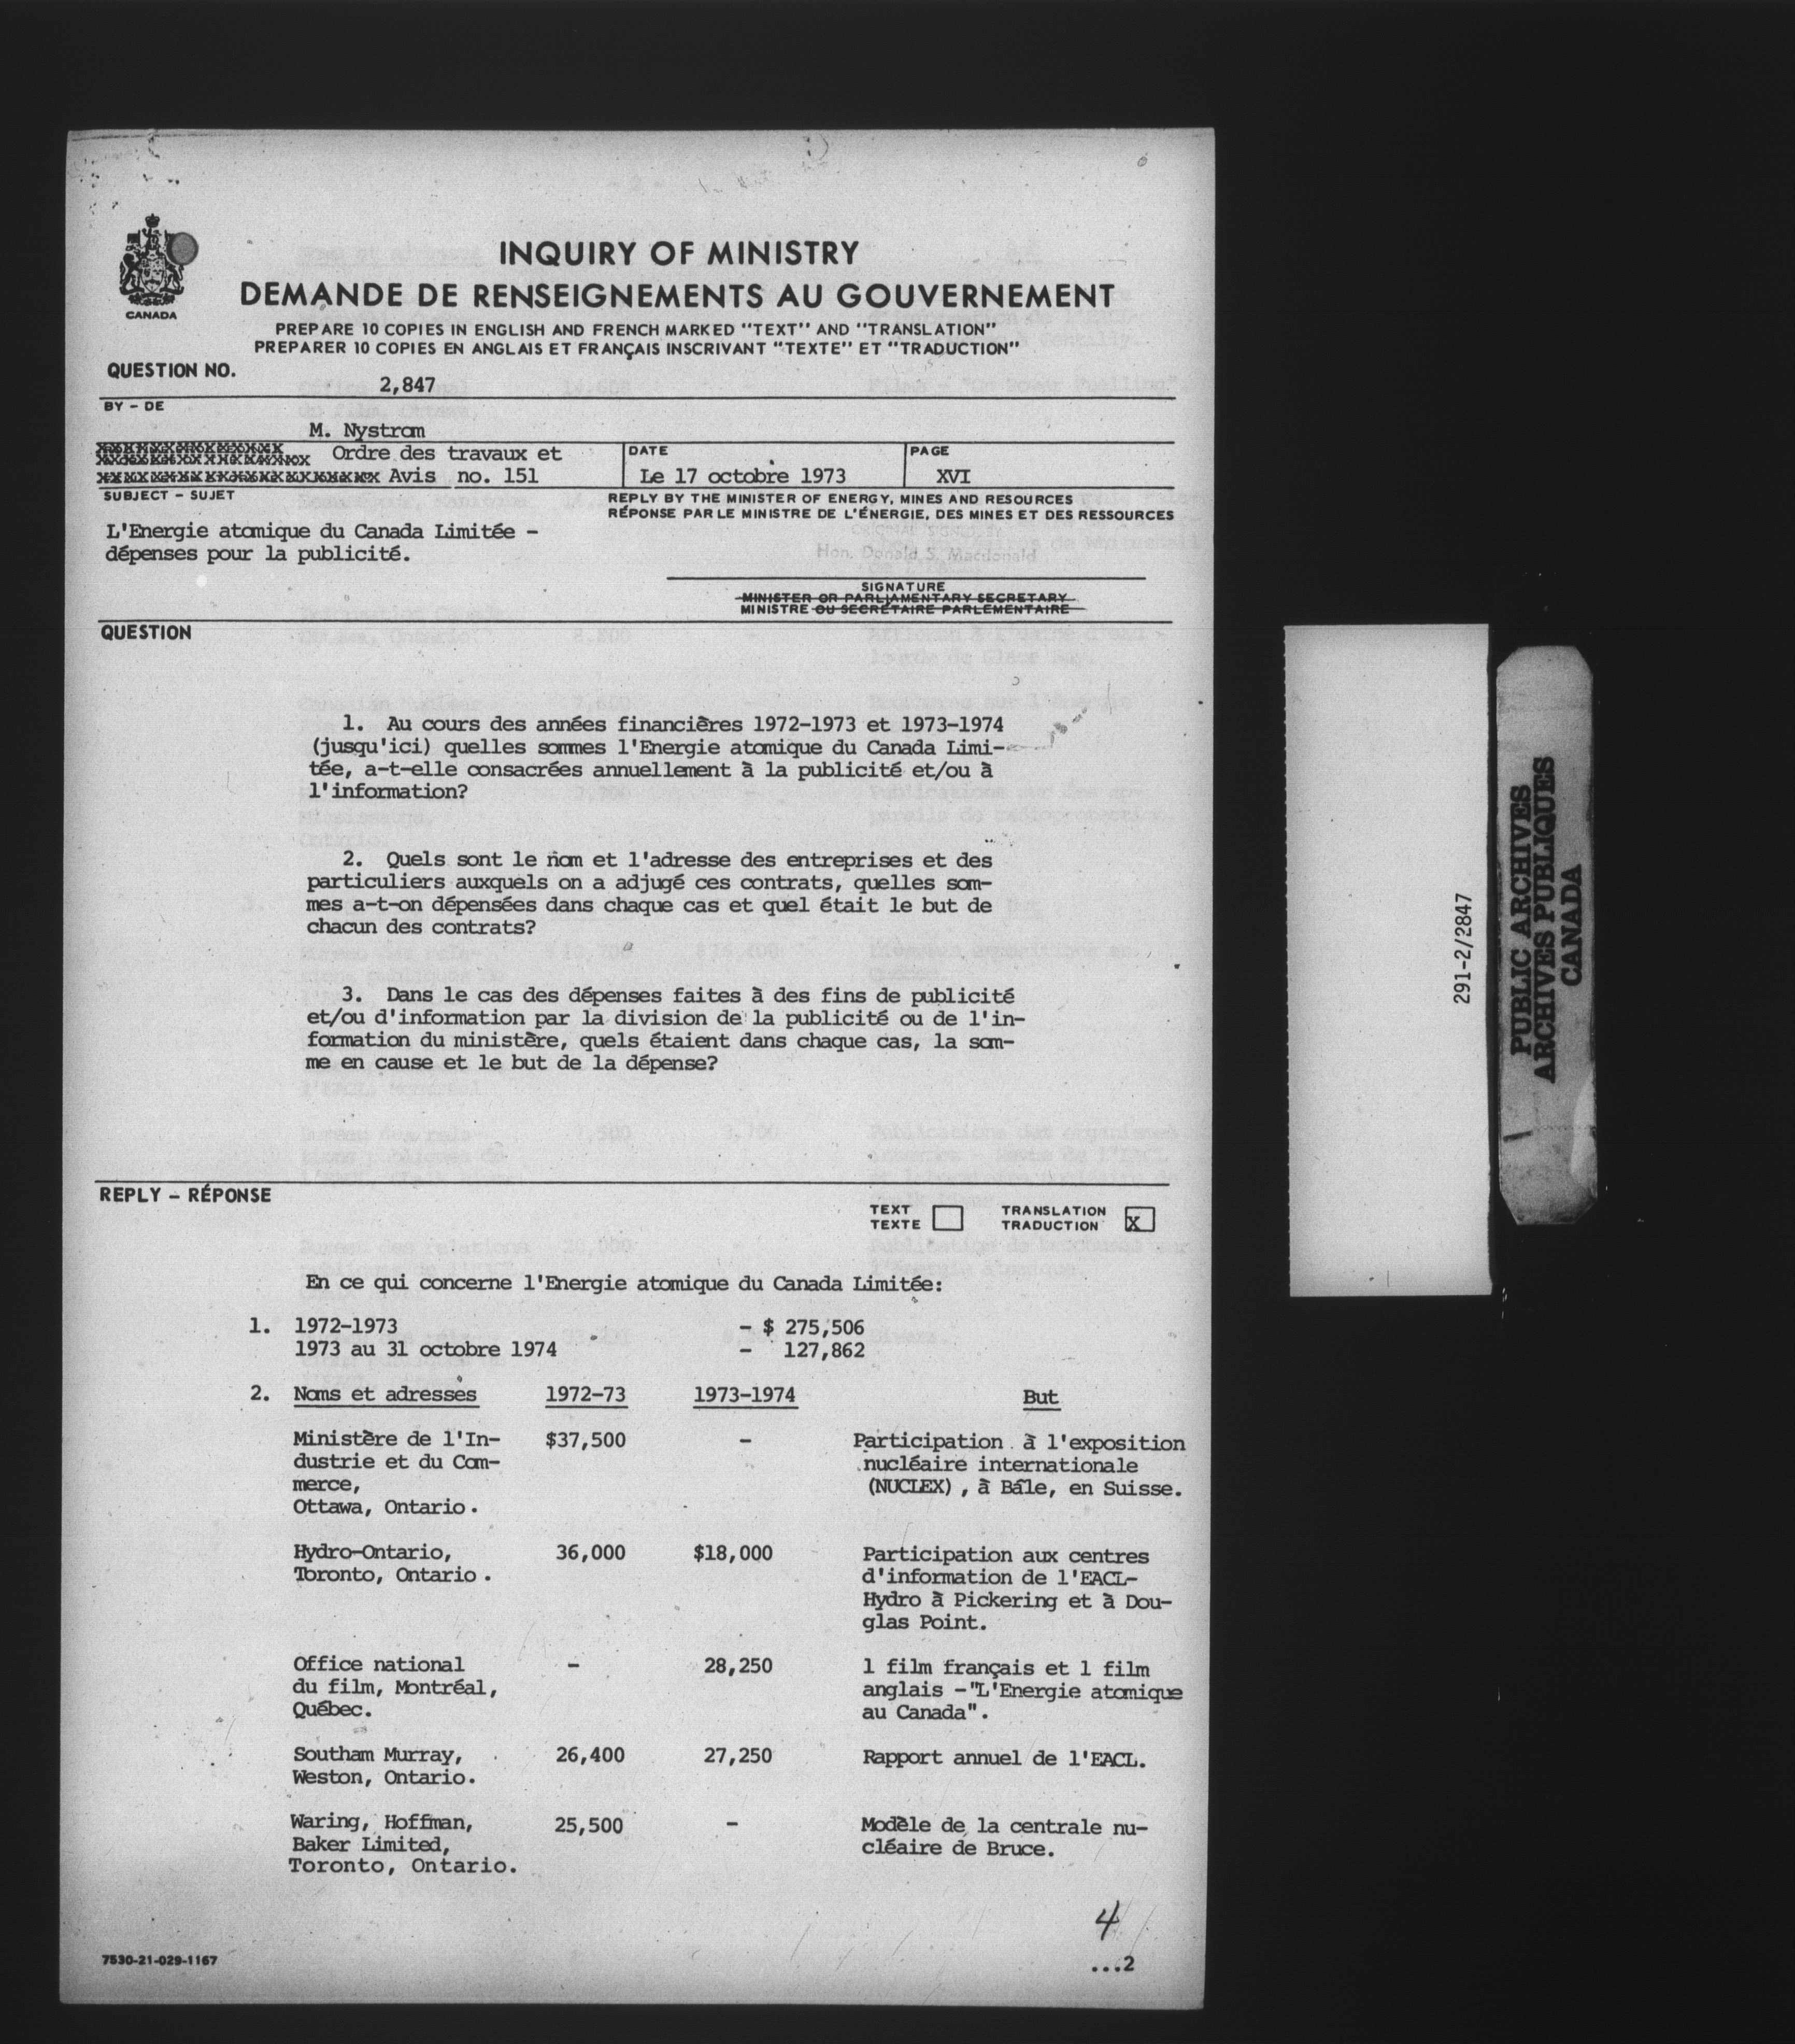 CANADA
INQUIRY OF MINISTRY
DEMANDE DE RENSEIGNEMENTS AU GOUVERNEMENT
PREPARE 10 COPIES IN ENGLISH AND FRENCH MARKED "TEXT" AND "TRANSLATION"
PREPARER 10 COPIES EN ANGLAIS ET FRANÇAIS INSCRIVANT "TEXTE" ET "TRADUCTION"
QUESTION NO.
2,847
BY – DE
M. Nystrom
Ordre des travaux et
Avis no. 151
DATE
Le 17 octobre 1973
PAGE
XVI
SUBJECT – SUJET
L'Energie atomique du Canada Limitée -
dépenses pour la publicité.
REPLY BY THE MINISTER OF ENERGY, MINES AND RESOURCES
RÉPONSE PAR LE MINISTRE DE L'ÉNERGIE, DES MINES ET DES RESSOURCES
ORIGINAL SIGNED BY
Hon. Donald S. Macdonald
SIGNATURE
MINISTER OR PARLIAMENTARY SECRETARY
MINISTRE OU SECRÉTAIRE PARLEMENTAIRE
QUESTION
1. Au cours des années financières 1972-1973 et 1973-1974
(jusqu'ici) quelles sommes l'Energie atomique du Canada Limi-
tée, a-t-elle consacrées annuellement à la publicité et/ou à
l'information?
2. Quels sont le nom et l'adresse des entreprises et des
particuliers auxquels on a adjugé ces contrats, quelles som-
mes a-t-on dépensées dans chaque cas et quel était le but de
chacun des contrats?
3. Dans le cas des dépenses faites à des fins de publicité
et/ou d'information par la division de la publicité ou de l'in-
formation du ministère, quels étaient dans chaque cas, la som-
me en cause et le but de la dépense?
REPLY – RÉPONSE
TEXT
TEXTE
TRANSLATION
TRADUCTION
X
En ce qui concerne l'Energie atomique du Canada Limitée:
1. 1972-1973 - $ 275,506
1973 au 31 octobre 1974 - 127,862
2. Noms et adresses 1972-73 1973-1974 But
Ministère de l'In- $37,500 - Participation à l'exposition
dustrie et du Com- nucléaire internationale
merce, (NUCLEX), à Bâle, en Suisse.
Ottawa, Ontario.
Hydro-Ontario, 36,000 $18,000 Participation aux centres
Toronto, Ontario. d'information de l'EACL-
Hydro à Pickering et à Dou-
glas Point.
Office national - 28,250 1 film français et 1 film
du film, Montréal, anglais -"L'Energie atomique
Québec. au Canada".
Southam Murray, 26,400 27,250 Rapport annuel de l'EACL.
Weston, Ontario.
Waring, Hoffman, 25,500 - Modèle de la centrale nu-
Baker Limited, cléaire de Bruce.
Toronto, Ontario.
4
7530-21-029-1167
...2
291-2/2847
PUBLIC ARCHIVES
ARCHIVES PUBLIQUES
CANADA